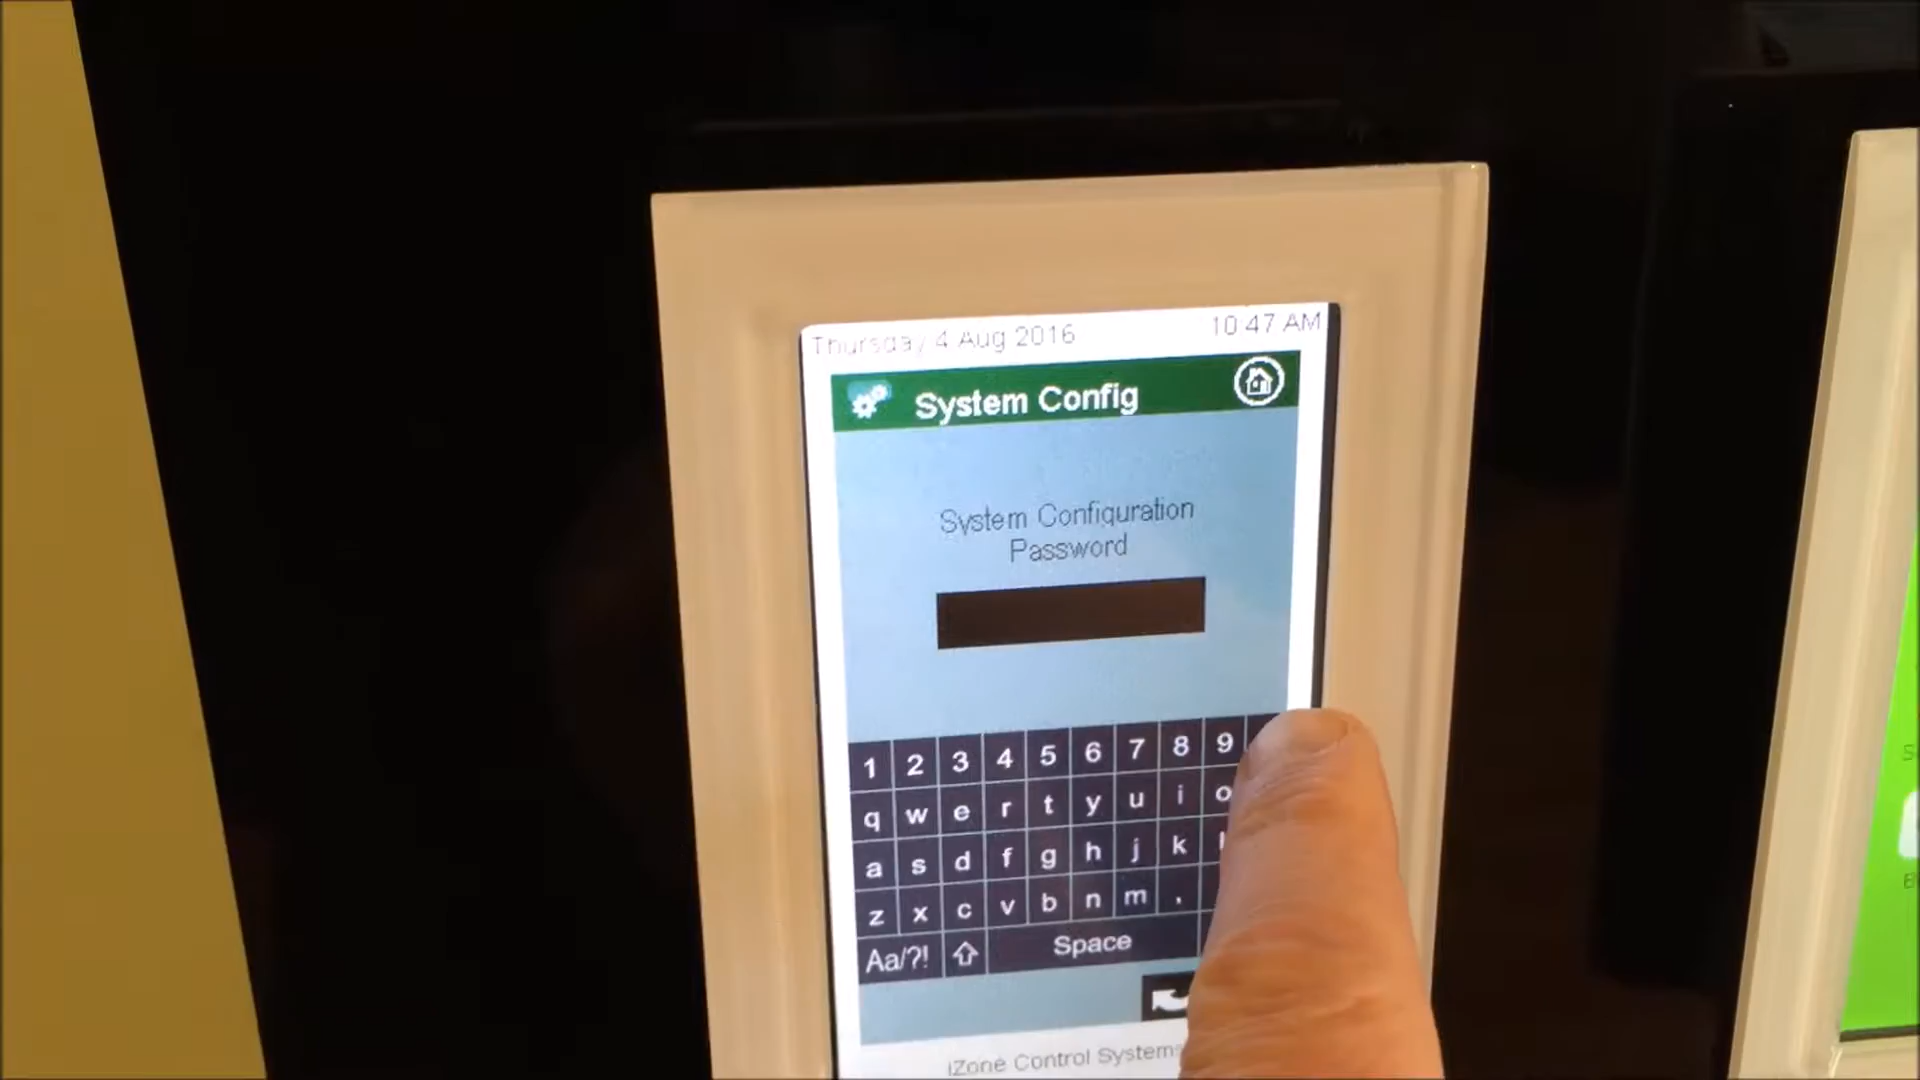 Thursday 4 Aug 2016 10:47 AM
System Config
System Configuration
Password
1 2 3 4 5 6 7 8 9
q w e r t y u i o
a s d f g h j k
z x c v b n m ,
Aa/?! Space
iZone Control Systems